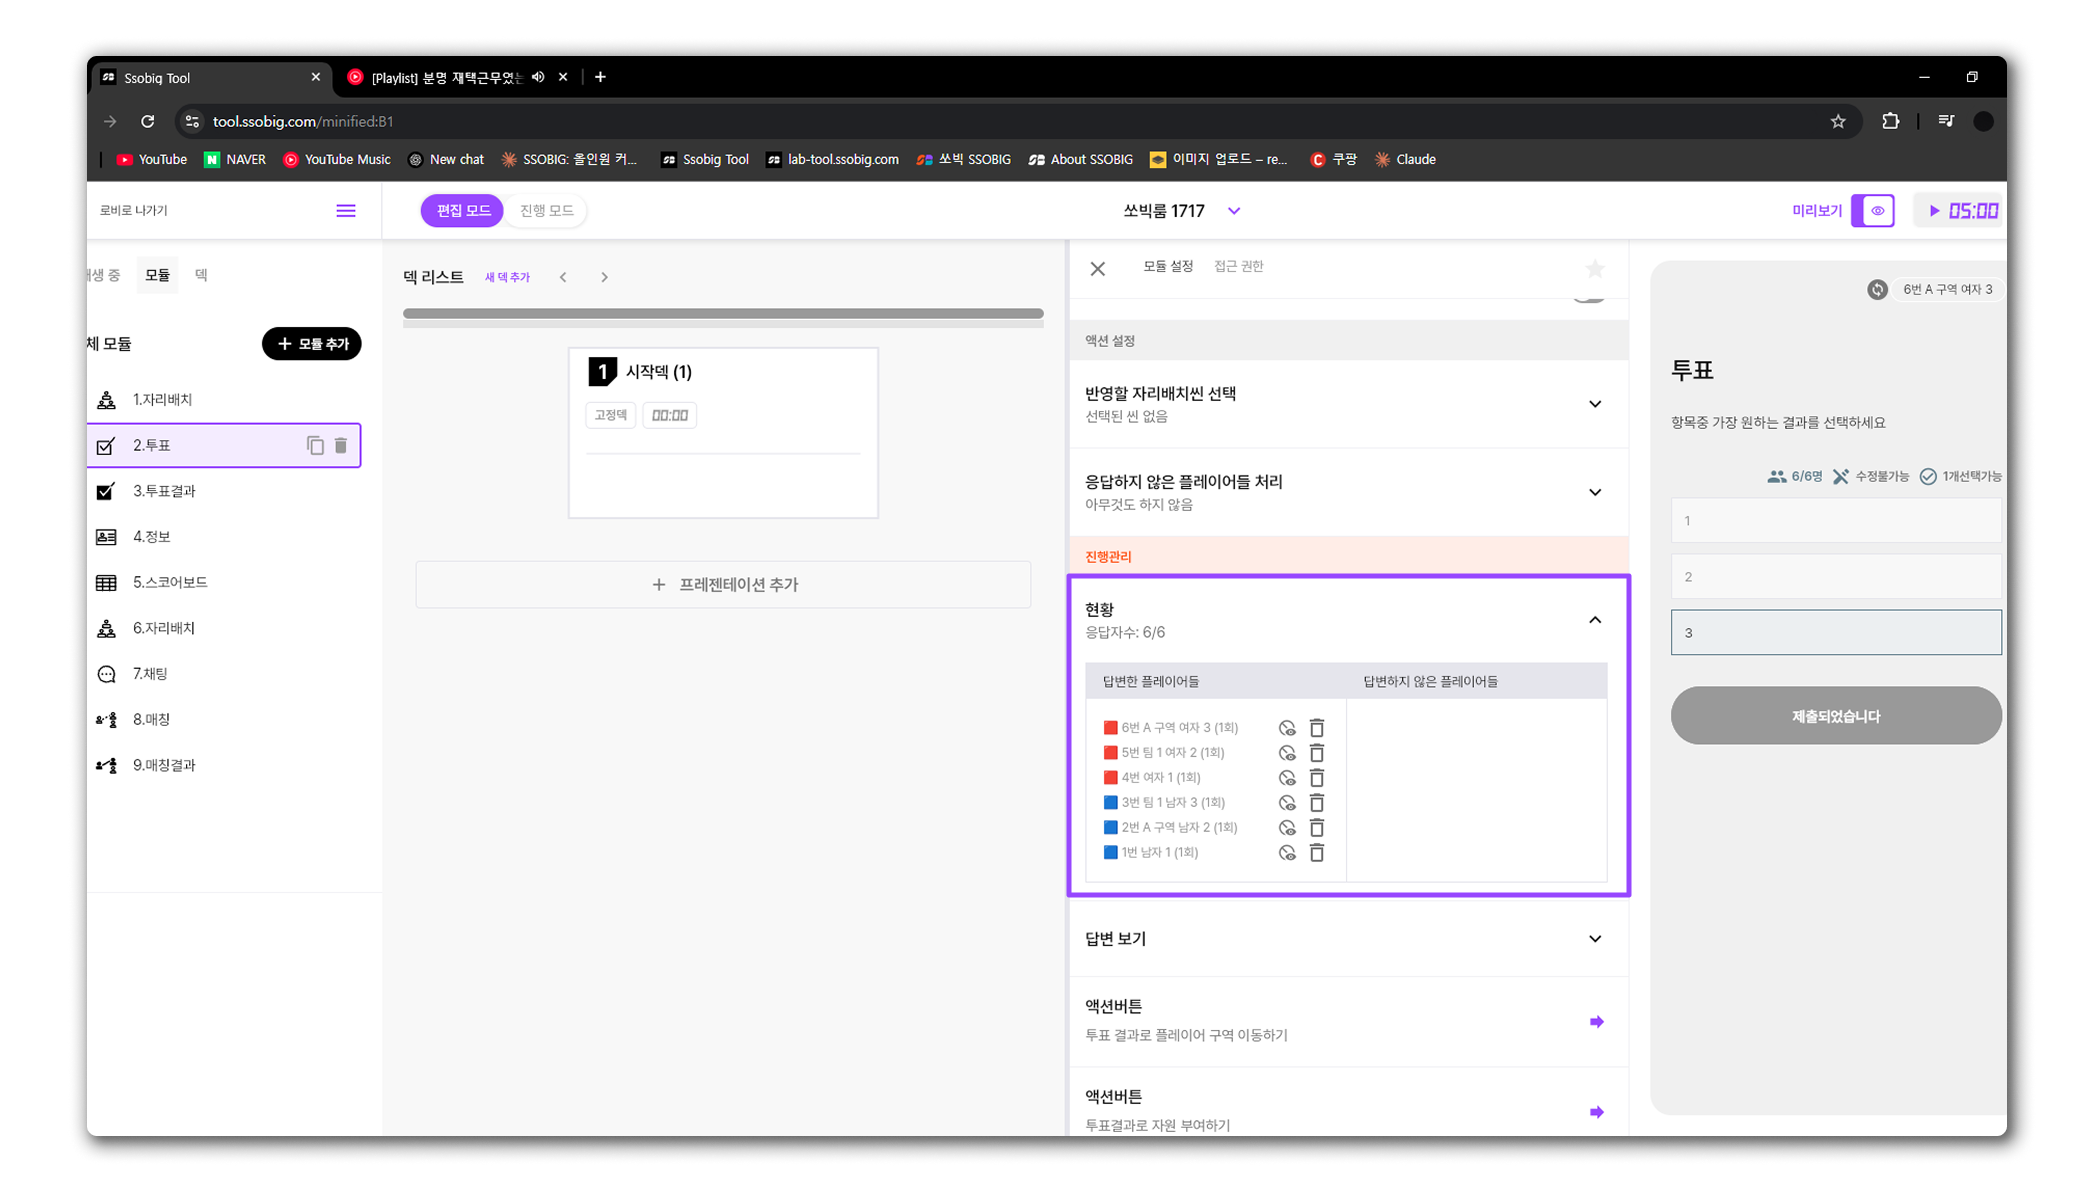 Ssobig Tool
[Playlist] 분명 재택근무였는
tool.ssobig.com/minified:B1
YouTube
NAVER
YouTube Music
New chat
SSOBIG: 올인원 커...
Ssobig Tool
lab-tool.ssobig.com
쏘빅 SSOBIG
About SSOBIG
이미지 업로드 – re...
쿠팡
Claude
로비로 나가기
편집 모드
진행 모드
쏘빅룸 1717
미리보기
05:00
생 중
모듈
덱
체 모듈
+ 모듈 추가
1.자리배치
2.투표
3.투표결과
4.정보
5.스코어보드
6.자리배치
7.채팅
8.매칭
9.매칭결과
덱 리스트
새 덱 추가
1 시작덱 (1)
고정덱
00:00
+ 프레젠테이션 추가
모듈 설정
접근 권한
액션 설정
반영할 자리배치씬 선택
선택된 씬 없음
응답하지 않은 플레이어들 처리
아무것도 하지 않음
진행관리
현황
응답자수: 6/6
답변한 플레이어들
답변하지 않은 플레이어들
6번 A 구역 여자 3 (1회)
5번 팀 1 여자 2 (1회)
4번 여자 1 (1회)
3번 팀 1 남자 3 (1회)
2번 A 구역 남자 2 (1회)
1번 남자 1 (1회)
답변 보기
액션버튼
투표 결과로 플레이어 구역 이동하기
액션버튼
투표결과로 자원 부여하기
6번 A 구역 여자 3
투표
항목중 가장 원하는 결과를 선택하세요
6/6명
수정불가능
1개선택가능
1
2
3
제출되었습니다